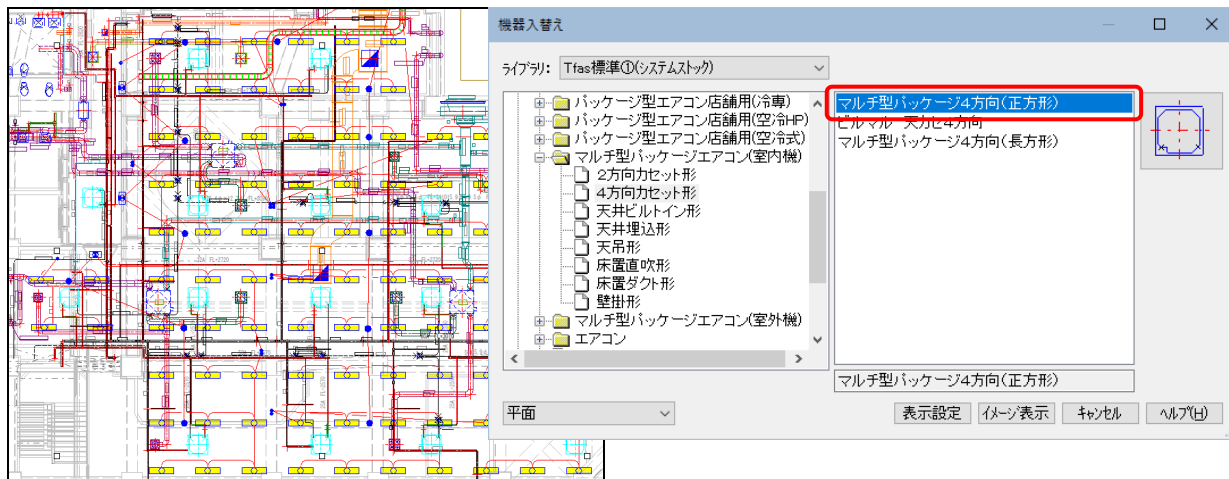 機器入替え
ライブラリ: Tfas標準①(システムストック)
パッケージ型エアコン店舗用(冷専)
パッケージ型エアコン店舗用(空冷HP)
パッケージ型エアコン店舗用(空冷式)
マルチ型パッケージエアコン(室内機)
2方向カセット形
4方向カセット形
天井ビルトイン形
天井埋込形
天吊形
床置直吹形
床置ダクト形
壁掛形
マルチ型パッケージエアコン(室外機)
エアコン
マルチ型パッケージ4方向(正方形)
マルチ型パッケージ4方向(長方形)
マルチ型パッケージ4方向(正方形)
平面
表示設定 イメージ表示 キャンセル ヘルプ(H)